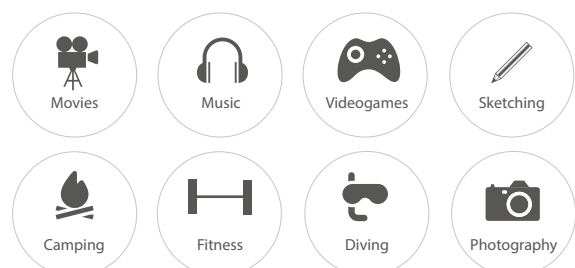 Movies
Music
Videogames
Sketching
Camping
Fitness
Diving
Photography